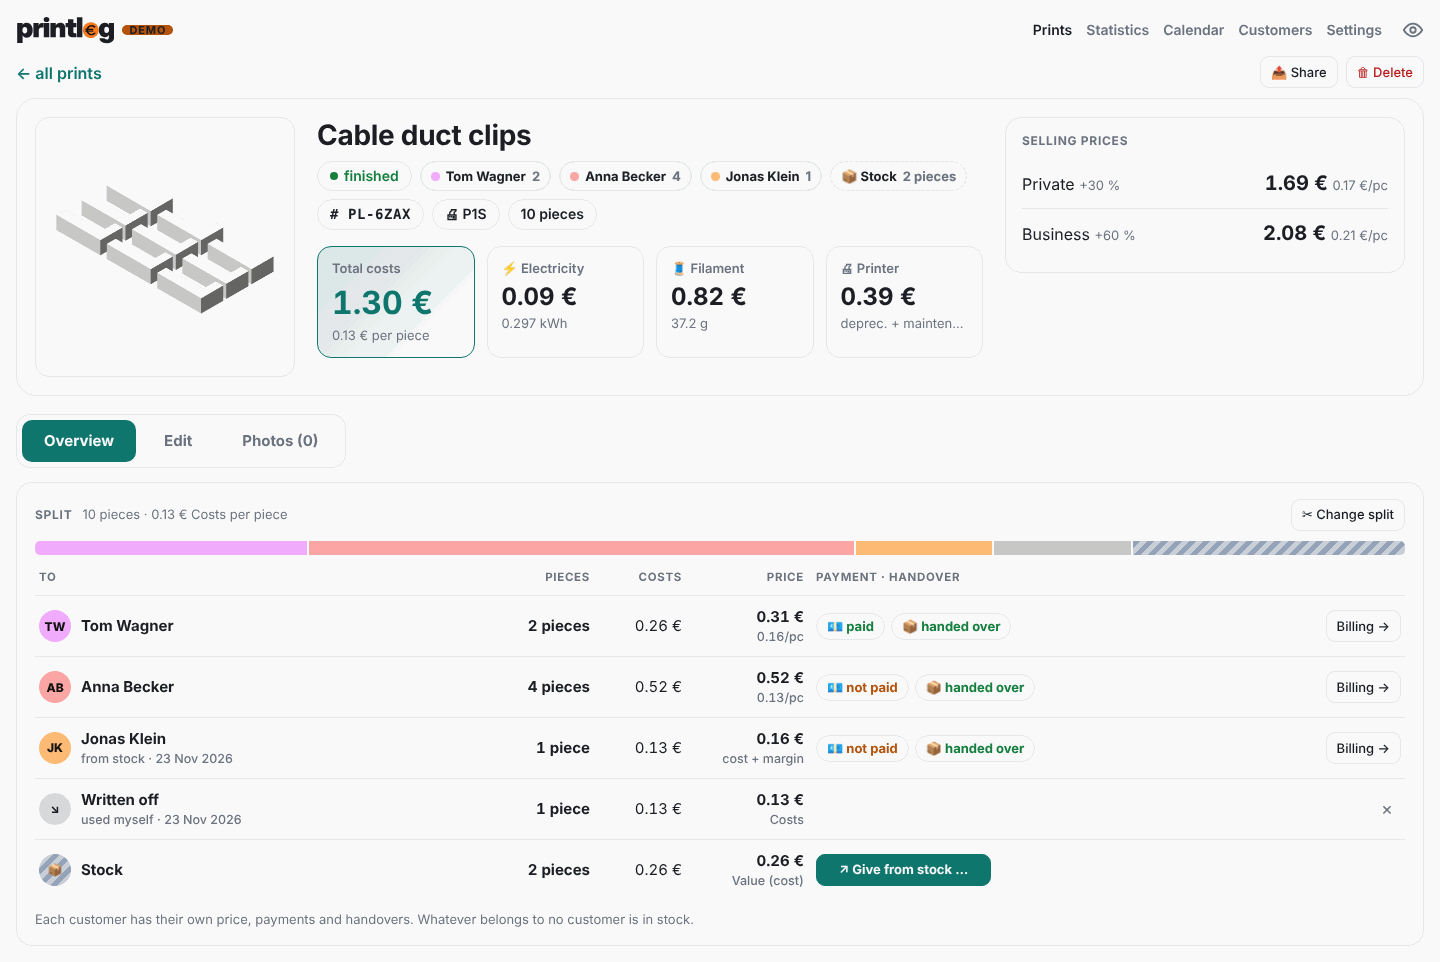 printl€g DEMO
Prints Statistics Calendar Customers Settings
← all prints
📤 Share 🗑 Delete
Cable duct clips
finished Tom Wagner 2 Anna Becker 4 Jonas Klein 1 📦 Stock 2 pieces
# PL-6ZAX 🖨 P1S 10 pieces
Total costs
1.30 €
0.13 € per piece
⚡ Electricity
0.09 €
0.297 kWh
🧵 Filament
0.82 €
37.2 g
🖨 Printer
0.39 €
deprec. + mainten...
SELLING PRICES
Private +30 % 1.69 € 0.17 €/pc
Business +60 % 2.08 € 0.21 €/pc
Overview Edit Photos (0)
SPLIT 10 pieces · 0.13 € Costs per piece ✂ Change split
TO PIECES COSTS PRICE PAYMENT · HANDOVER
TW Tom Wagner 2 pieces 0.26 € 0.31 € 💶 paid 📦 handed over Billing →
0.16/pc
AB Anna Becker 4 pieces 0.52 € 0.52 € 💶 not paid 📦 handed over Billing →
0.13/pc
JK Jonas Klein 1 piece 0.13 € 0.16 € 💶 not paid 📦 handed over Billing →
from stock · 23 Nov 2026 cost + margin
↘ Written off 1 piece 0.13 € 0.13 € ×
used myself · 23 Nov 2026 Costs
📦 Stock 2 pieces 0.26 € 0.26 € ↗ Give from stock ...
Value (cost)
Each customer has their own price, payments and handovers. Whatever belongs to no customer is in stock.